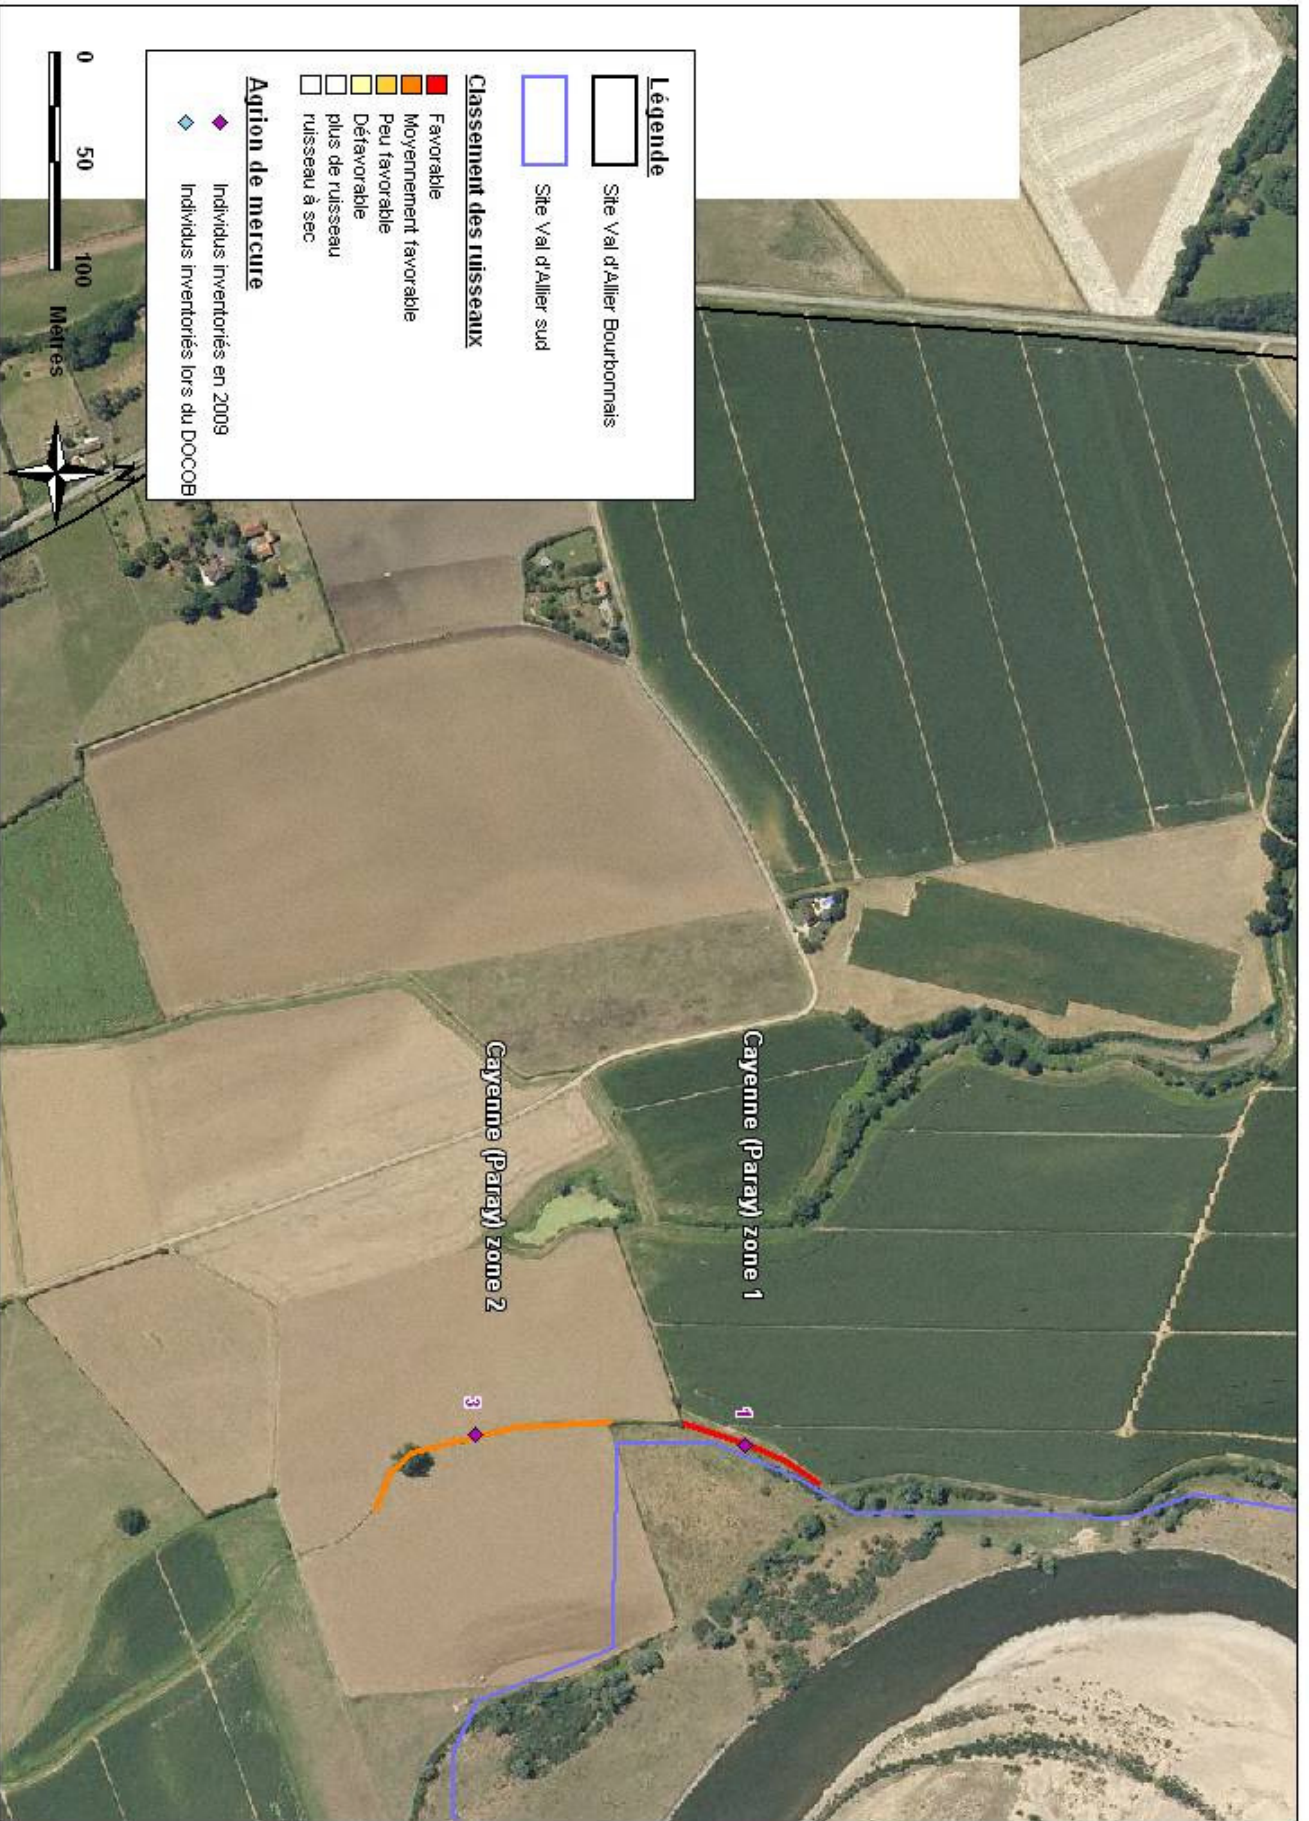 Légende
Site Val d'Allier Bourbonnais
Site Val d'Allier sud
Classement des ruisseaux
Favorable
Moyennement favorable
Peu favorable
Défavorable
plus de ruisseau
ruisseau à sec
Agrion de mercure
Individus inventoriés en 2009
Individus inventoriés lors du DOCOB
0 50 100
Mètres
N
Cayenne (Paray) zone 1
Cayenne (Paray) zone 2
1
3